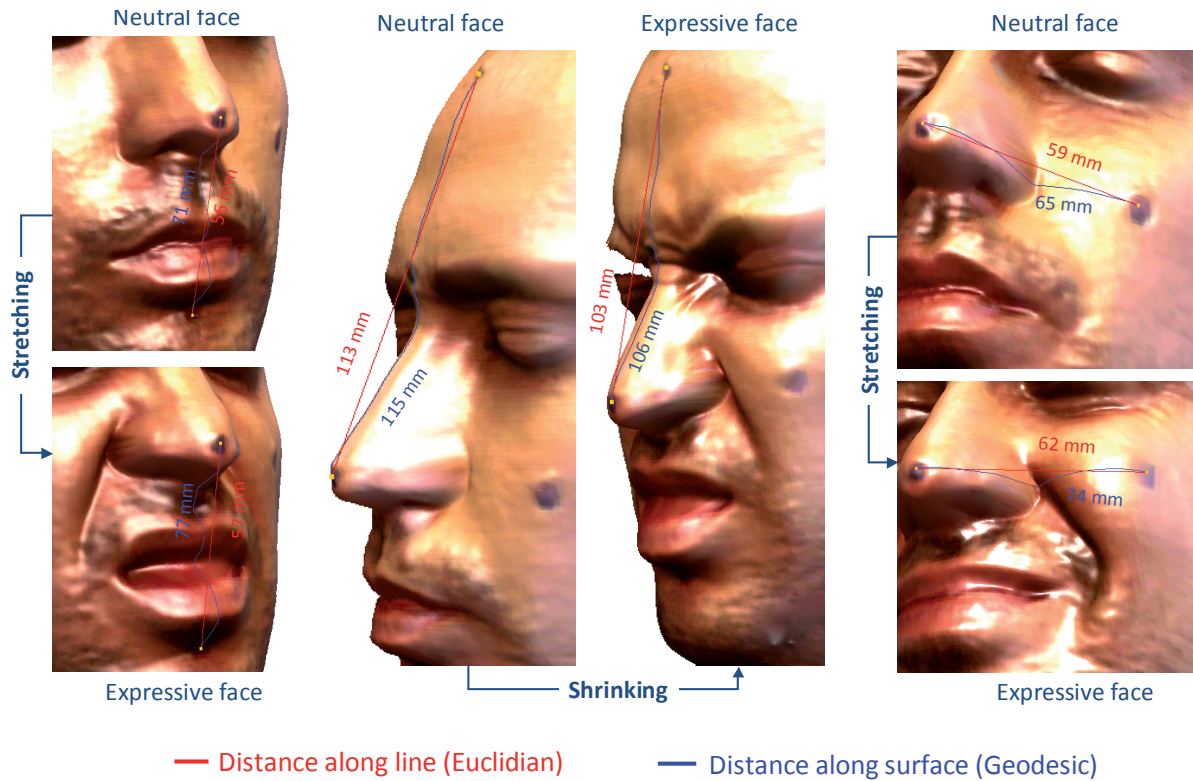 Neutral face
Neutral face
Expressive face
Neutral face
71 mm
56 mm
113 mm
115 mm
103 mm
106 mm
59 mm
65 mm
Stretching
Stretching
77 mm
57 mm
62 mm
74 mm
Expressive face
Shrinking
Expressive face
Distance along line (Euclidian)
Distance along surface (Geodesic)